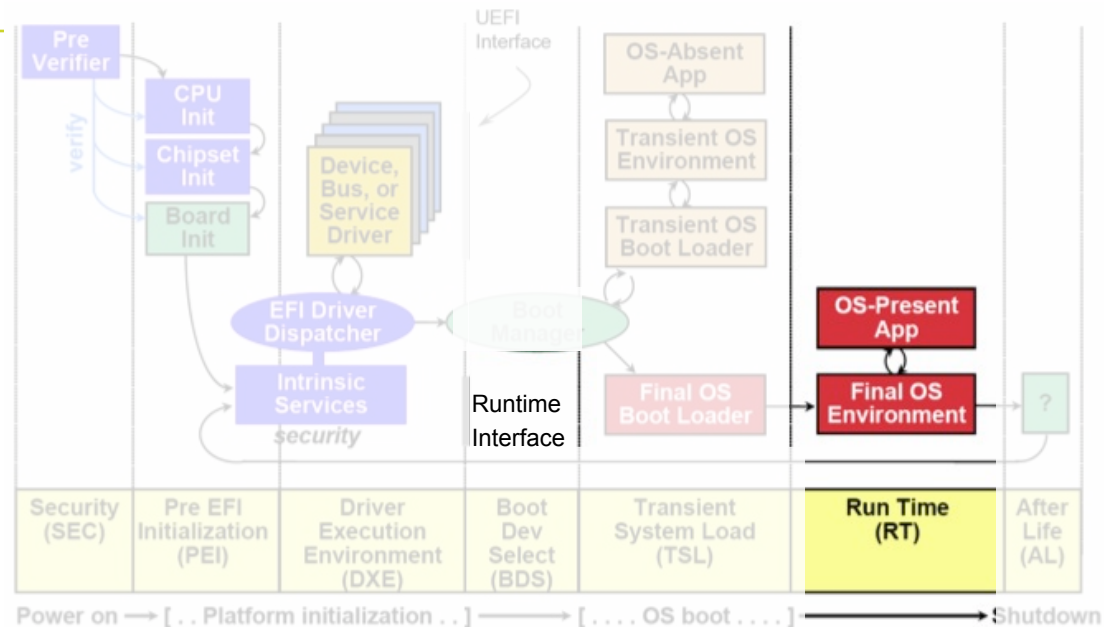 UEFI
Interface
Pre
Verifier
verify
CPU
Init
Chipset
Init
Board
Init
Device,
Bus, or
Service
Driver
EFI Driver
Dispatcher
Intrinsic
Services
security
Boot
Manager
Runtime
Interface
OS-Absent
App
Transient OS
Environment
Transient OS
Boot Loader
Final OS
Boot Loader
OS-Present
App
Final OS
Environment
?
Security
(SEC)
Pre EFI
Initialization
(PEI)
Driver
Execution
Environment
(DXE)
Boot
Dev
Select
(BDS)
Transient
System Load
(TSL)
Run Time
(RT)
After
Life
(AL)
Power on → [ . . Platform initialization . . ] → [ . . . . OS boot . . . . ] → Shutdown